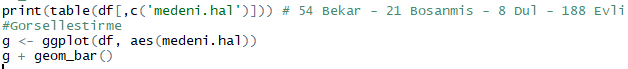 print(table(df[,c('medeni.hal')])) # 54 Bekar - 21 Bosanmis - 8 Dul - 188 Evli
#Gorsellestirme
g <- ggplot(df, aes(medeni.hal))
g + geom_bar()